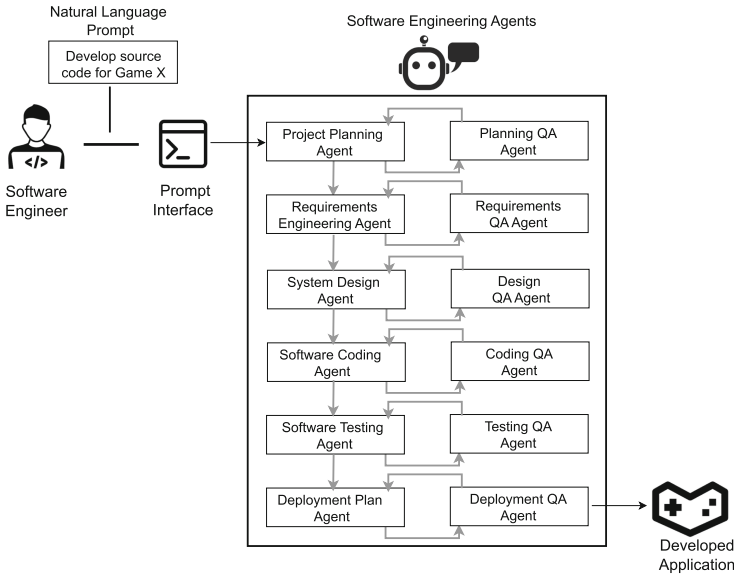 Natural Language
Prompt
Develop source
code for Game X
Software Engineering Agents
</>
Software
Engineer
Prompt
Interface
Project Planning
Agent
Planning QA
Agent
Requirements
Engineering Agent
Requirements
QA Agent
System Design
Agent
Design
QA Agent
Software Coding
Agent
Coding QA
Agent
Software Testing
Agent
Testing QA
Agent
Deployment Plan
Agent
Deployment QA
Agent
Developed
Application